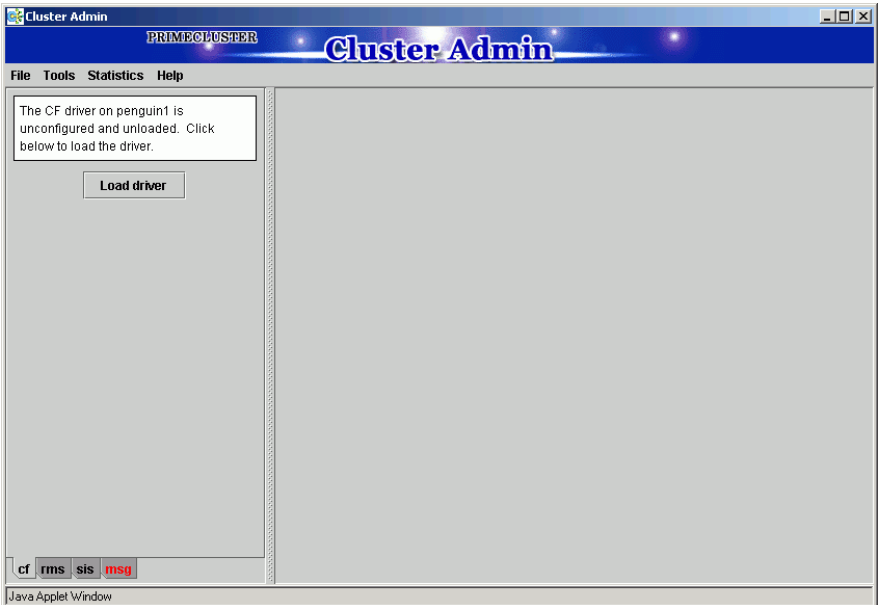 Cluster Admin
PRIMECLUSTER
Cluster Admin
File Tools Statistics Help
The CF driver on penguin1 is
unconfigured and unloaded. Click
below to load the driver.
Load driver
cf rms sis msg
Java Applet Window